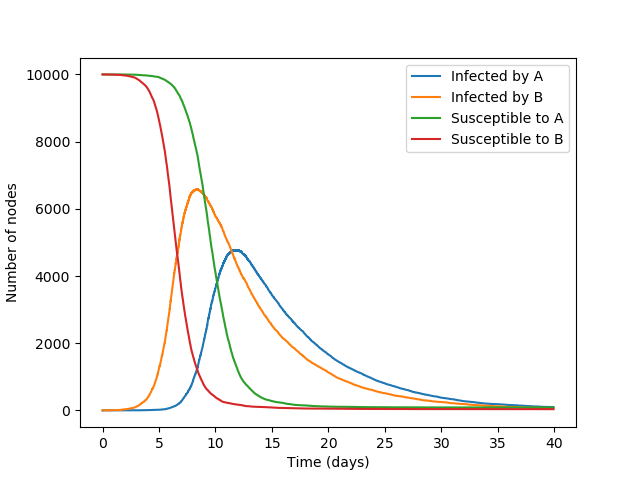 Infected by A
Infected by B
Susceptible to A
Susceptible to B
Number of nodes
10000
8000
6000
4000
2000
0
0 5 10 15 20 25 30 35 40
Time (days)